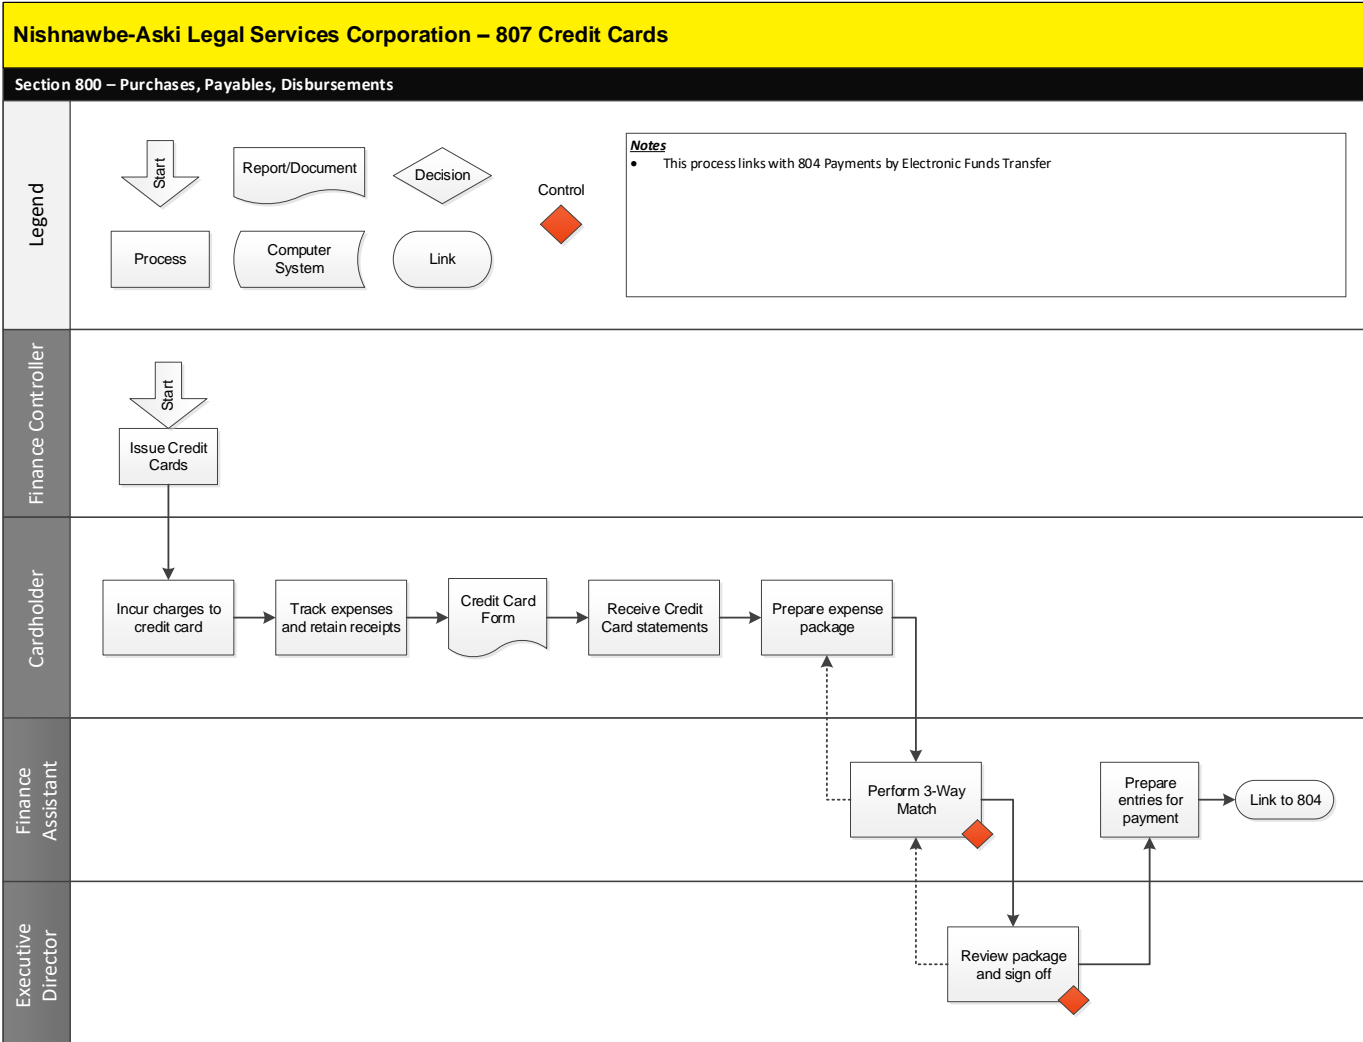 Nishnawbe-Aski Legal Services Corporation – 807 Credit Cards
Section 800 – Purchases, Payables, Disbursements
Legend
Start
Report/Document
Decision
Control
Process
Computer
System
Link
Notes
• This process links with 804 Payments by Electronic Funds Transfer
Finance Controller
Start
Issue Credit
Cards
Cardholder
Incur charges to
credit card
Track expenses
and retain receipts
Credit Card
Form
Receive Credit
Card statements
Prepare expense
package
Finance
Assistant
Perform 3-Way
Match
Prepare
entries for
payment
Link to 804
Executive
Director
Review package
and sign off